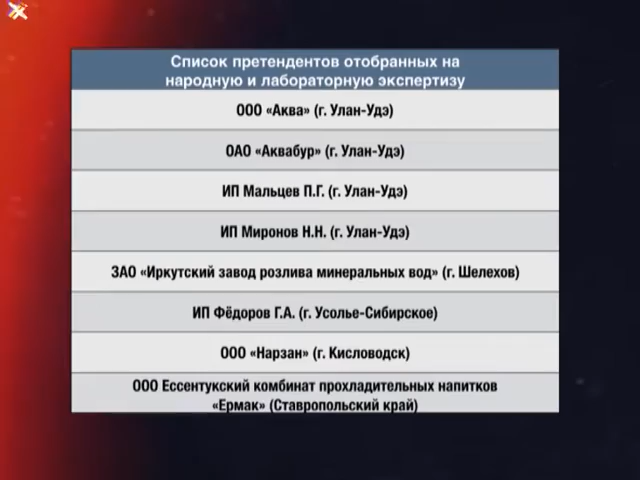 Список претендентов отобранных на
народную и лабораторную экспертизу
ООО «Аква» (г. Улан-Удэ)
ОАО «Аквабур» (г. Улан-Удэ)
ИП Мальцев П.Г. (г. Улан-Удэ)
ИП Миронов Н.Н. (г. Улан-Удэ)
ЗАО «Иркутский завод розлива минеральных вод» (г. Шелехов)
ИП Фёдоров Г.А. (г. Усолье-Сибирское)
ООО «Нарзан» (г. Кисловодск)
ООО Ессентукский комбинат прохладительных напитков
«Ермак» (Ставропольский край)